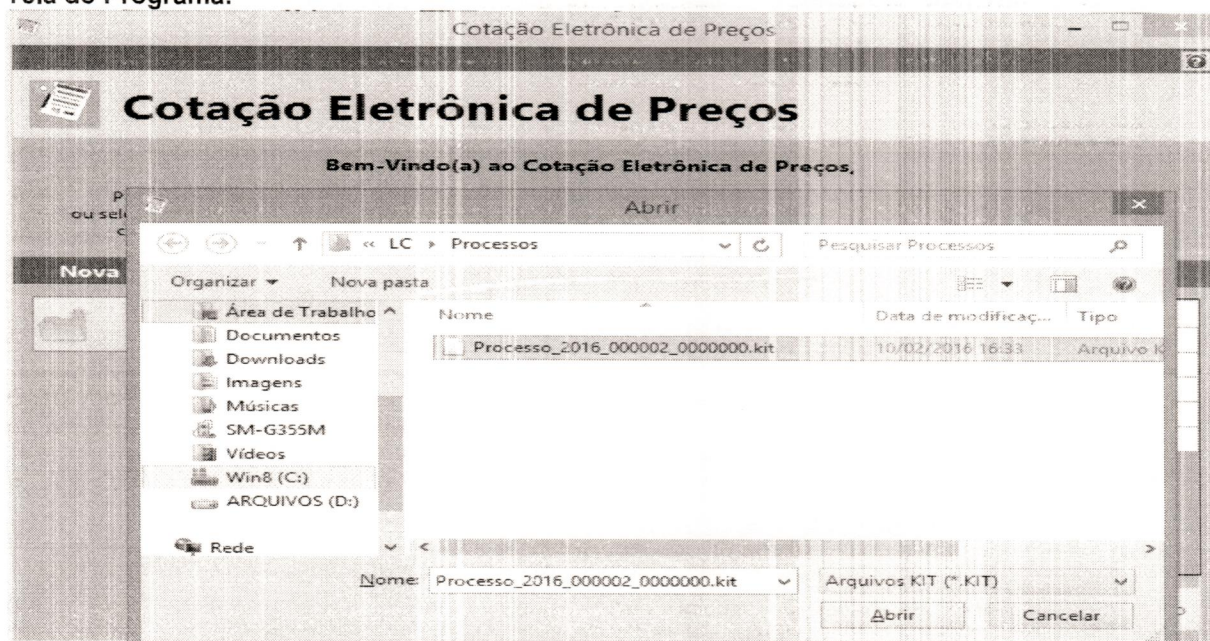 Tela do Programa:
Cotação Eletrônica de Preços
Cotação Eletrônica de Preços
Bem-Vindo(a) ao Cotação Eletrônica de Preços,
P
ou sel
c
Abrir
« LC ▸ Processos
Pesquisar Processos
Nova
Organizar
Nova pasta
Área de Trabalho
Nome
Data de modificaç...
Tipo
Documentos
Processo_2016_000002_0000000.kit
10/02/2016 16:33
Arquivo K
Downloads
Imagens
Músicas
SM-G355M
Vídeos
Win8 (C:)
ARQUIVOS (D:)
Rede
Nome:
Processo_2016_000002_0000000.kit
Arquivos KIT (*.KIT)
Abrir
Cancelar